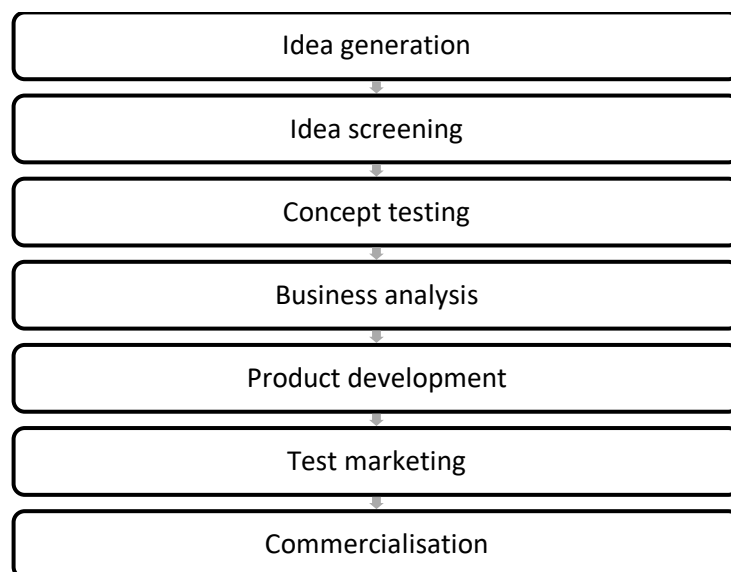 Idea generation
Idea screening
Concept testing
Business analysis
Product development
Test marketing
Commercialisation